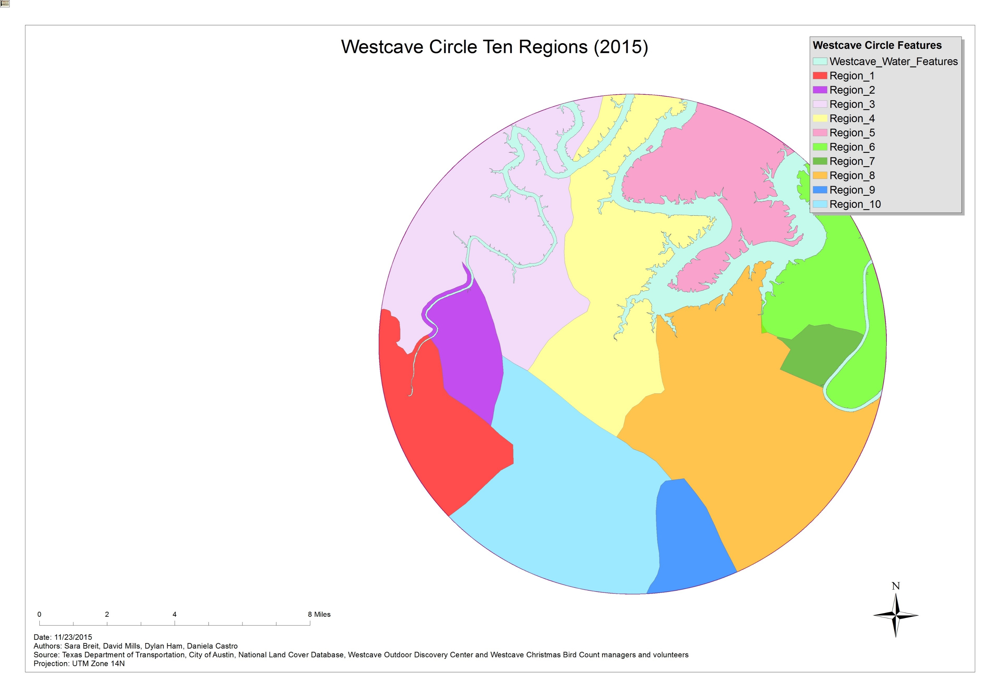 Westcave Circle Ten Regions (2015)
Westcave Circle Features
Westcave_Water_Features
Region_1
Region_2
Region_3
Region_4
Region_5
Region_6
Region_7
Region_8
Region_9
Region_10
N
0 2 4 8 Miles
Date: 11/23/2015
Authors: Sara Breit, David Mills, Dylan Ham, Daniela Castro
Source: Texas Department of Transportation, City of Austin, National Land Cover Database, Westcave Outdoor Discovery Center and Westcave Christmas Bird Count managers and volunteers
Projection: UTM Zone 14N